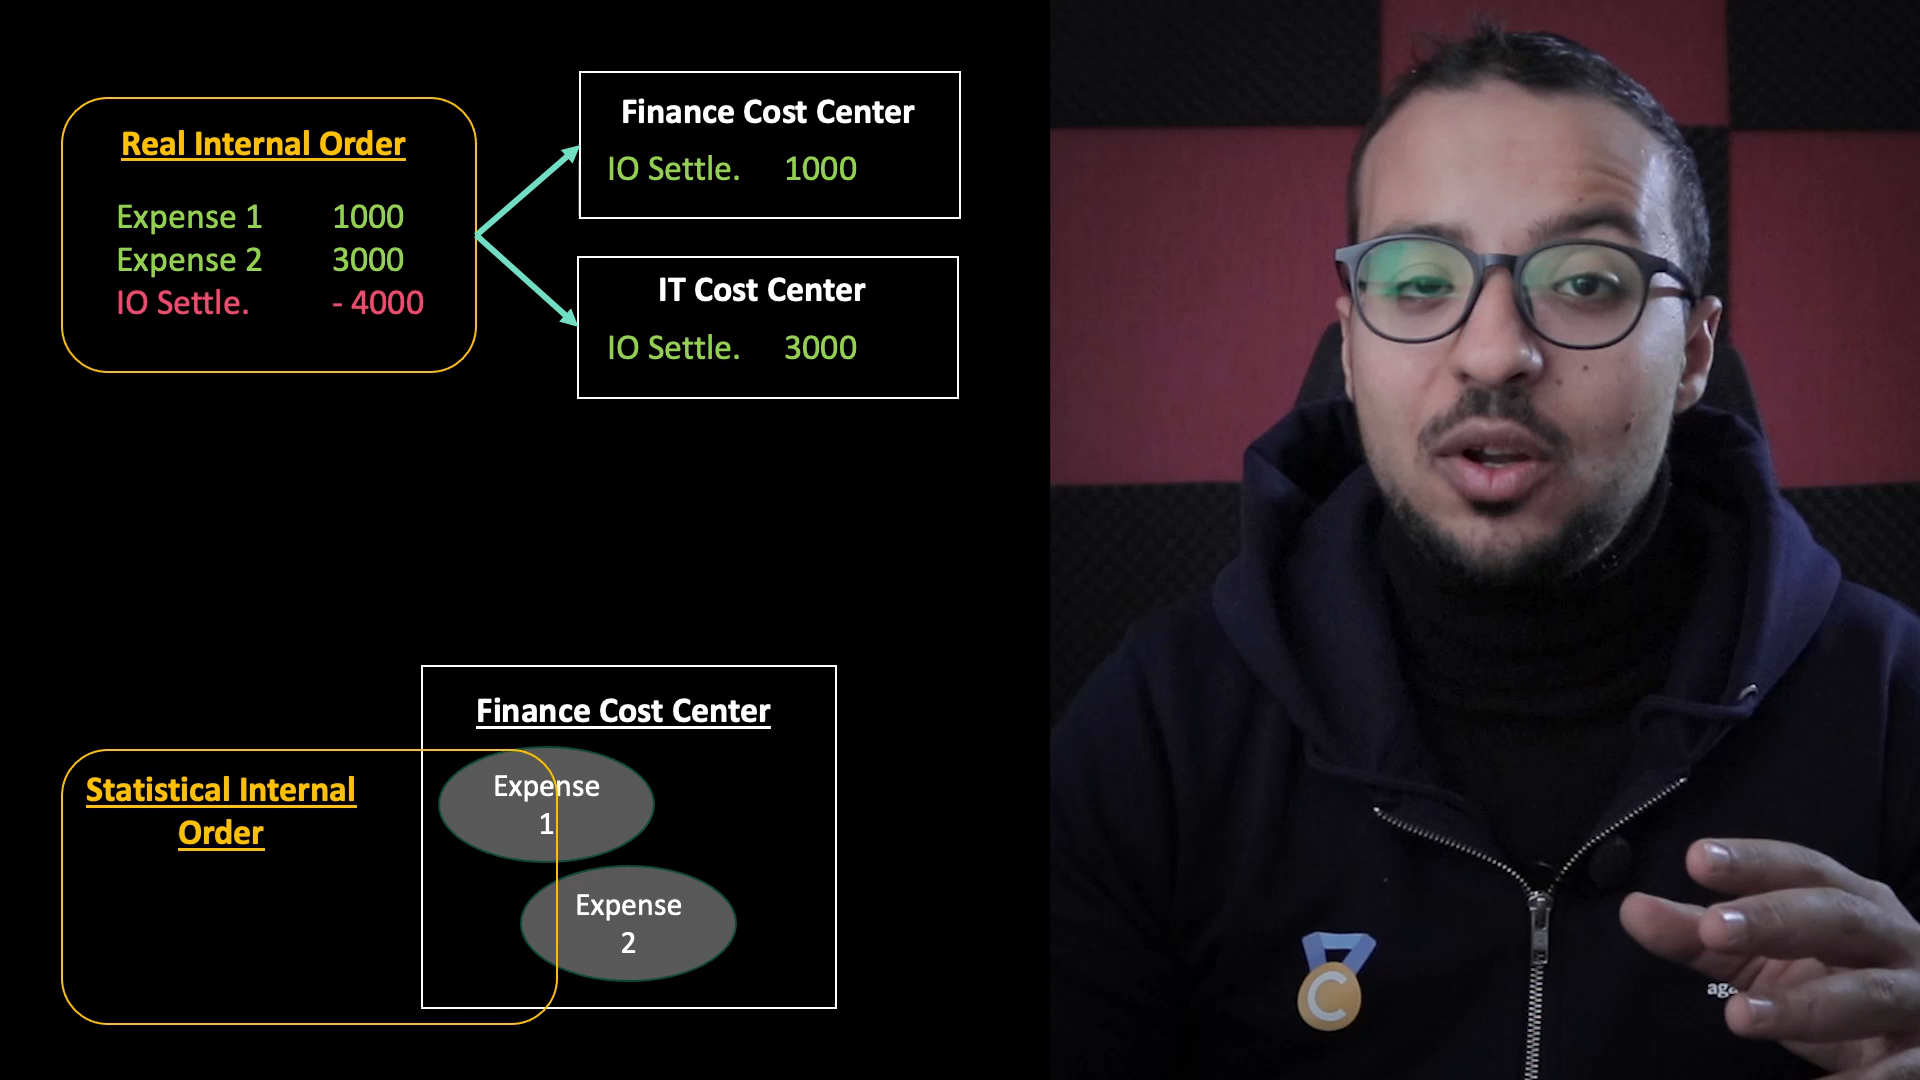 Real Internal Order
Expense 1 1000
Expense 2 3000
IO Settle. - 4000
Finance Cost Center
IO Settle. 1000
IT Cost Center
IO Settle. 3000
Finance Cost Center
Statistical Internal
Order
Expense
1
Expense
2
C